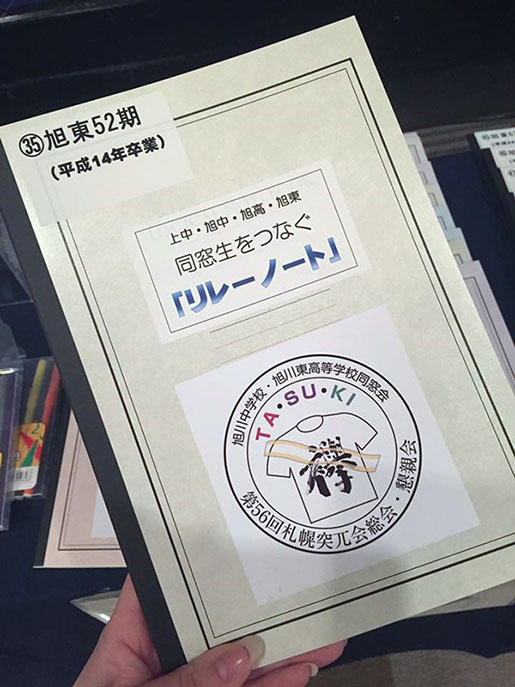 ㉟旭東52期
(平成14年卒業)
上中・旭中・旭高・旭東
同窓生をつなぐ
「リレーノート」
旭川中学校・旭川東高等学校同窓会
TA・SU・KI
襷
第56回札幌突兀会総会・懇親会